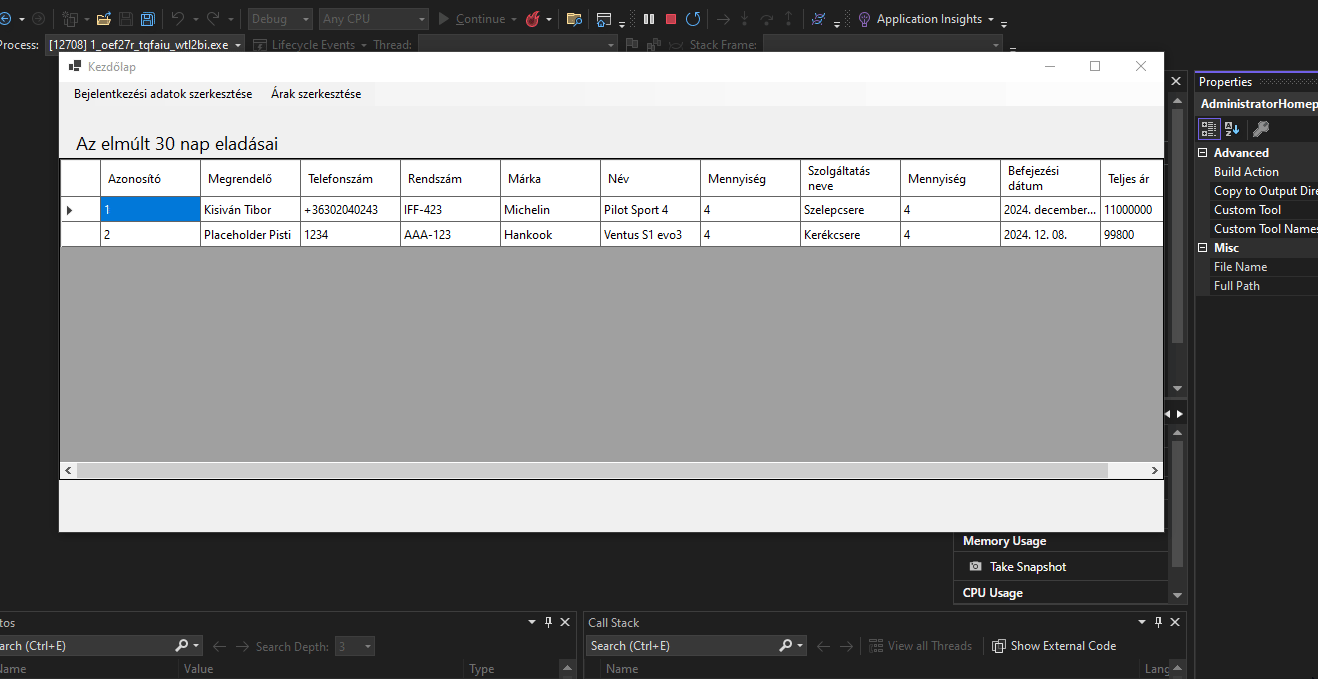 Debug Any CPU Continue Application Insights
Process: [12708] 1_oef27r_tqfaiu_wtl2bi.exe Lifecycle Events Thread: Stack Frame:
Kezdőlap
Bejelentkezési adatok szerkesztése Árak szerkesztése
Az elmúlt 30 nap eladásai
Azonosító Megrendelő Telefonszám Rendszám Márka Név Mennyiség Szolgáltatás neve Mennyiség Befejezési dátum Teljes ár
1 Kisiván Tibor +36302040243 IFF-423 Michelin Pilot Sport 4 4 Szelepcsere 4 2024. december... 11000000
2 Placeholder Pisti 1234 AAA-123 Hankook Ventus S1 evo3 4 Kerékcsere 4 2024. 12. 08. 99800
Properties
AdministratorHomep
Advanced
Build Action
Copy to Output Dire
Custom Tool
Custom Tool Names
Misc
File Name
Full Path
Memory Usage
Take Snapshot
CPU Usage
tos
arch (Ctrl+E) Search Depth: 3
Name Value Type
Call Stack
Search (Ctrl+E) View all Threads Show External Code
Name Lang